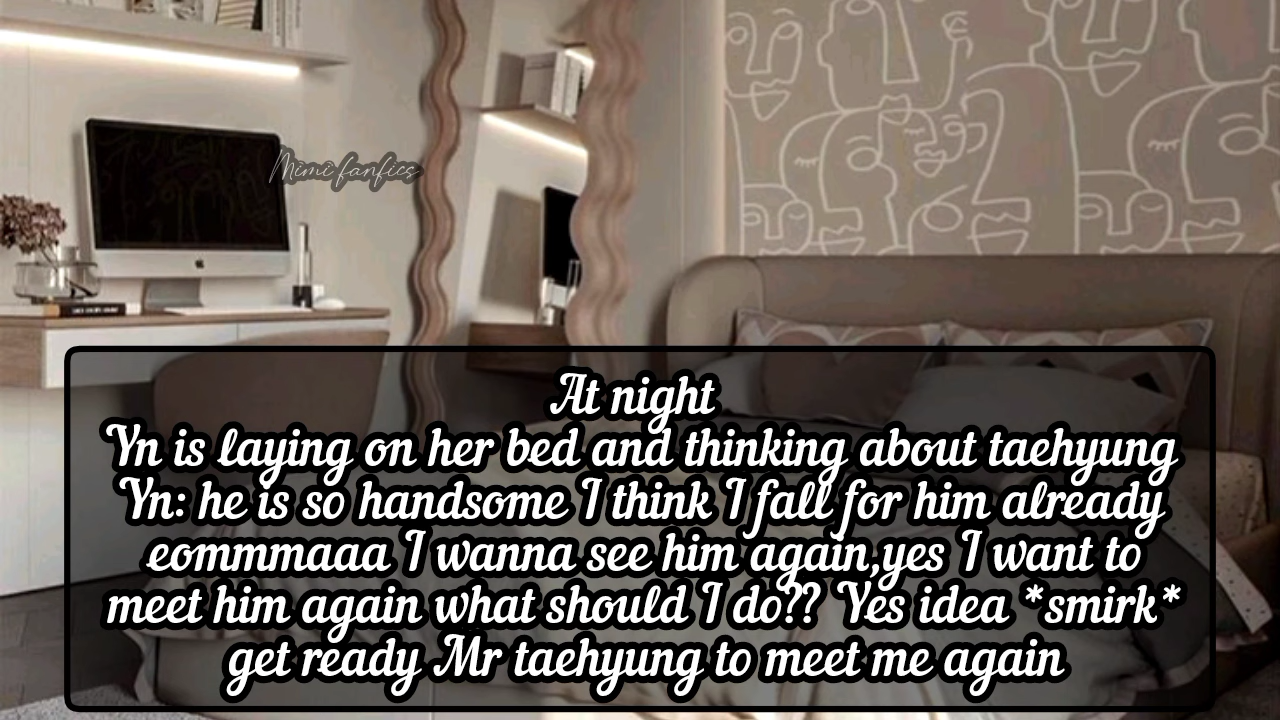 Mimi fanfics
At night
Yn is laying on her bed and thinking about taehyung
Yn: he is so handsome I think I fall for him already
eommmaaa I wanna see him again,yes I want to
meet him again what should I do?? Yes idea *smirk*
get ready Mr taehyung to meet me again